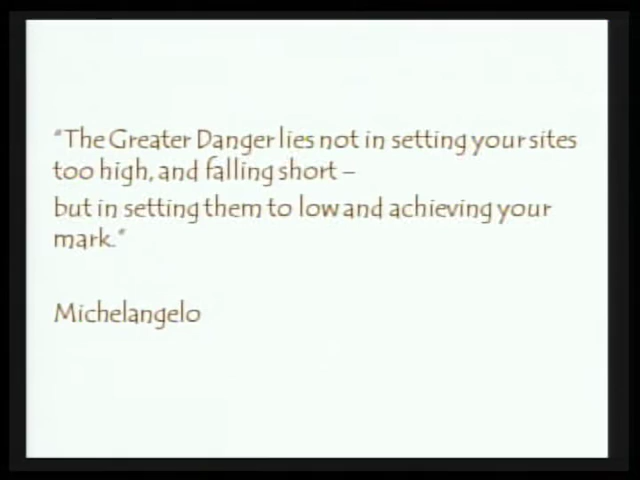 "The Greater Danger lies not in setting your sites
too high, and falling short –
but in setting them to low and achieving your
mark."
Michelangelo